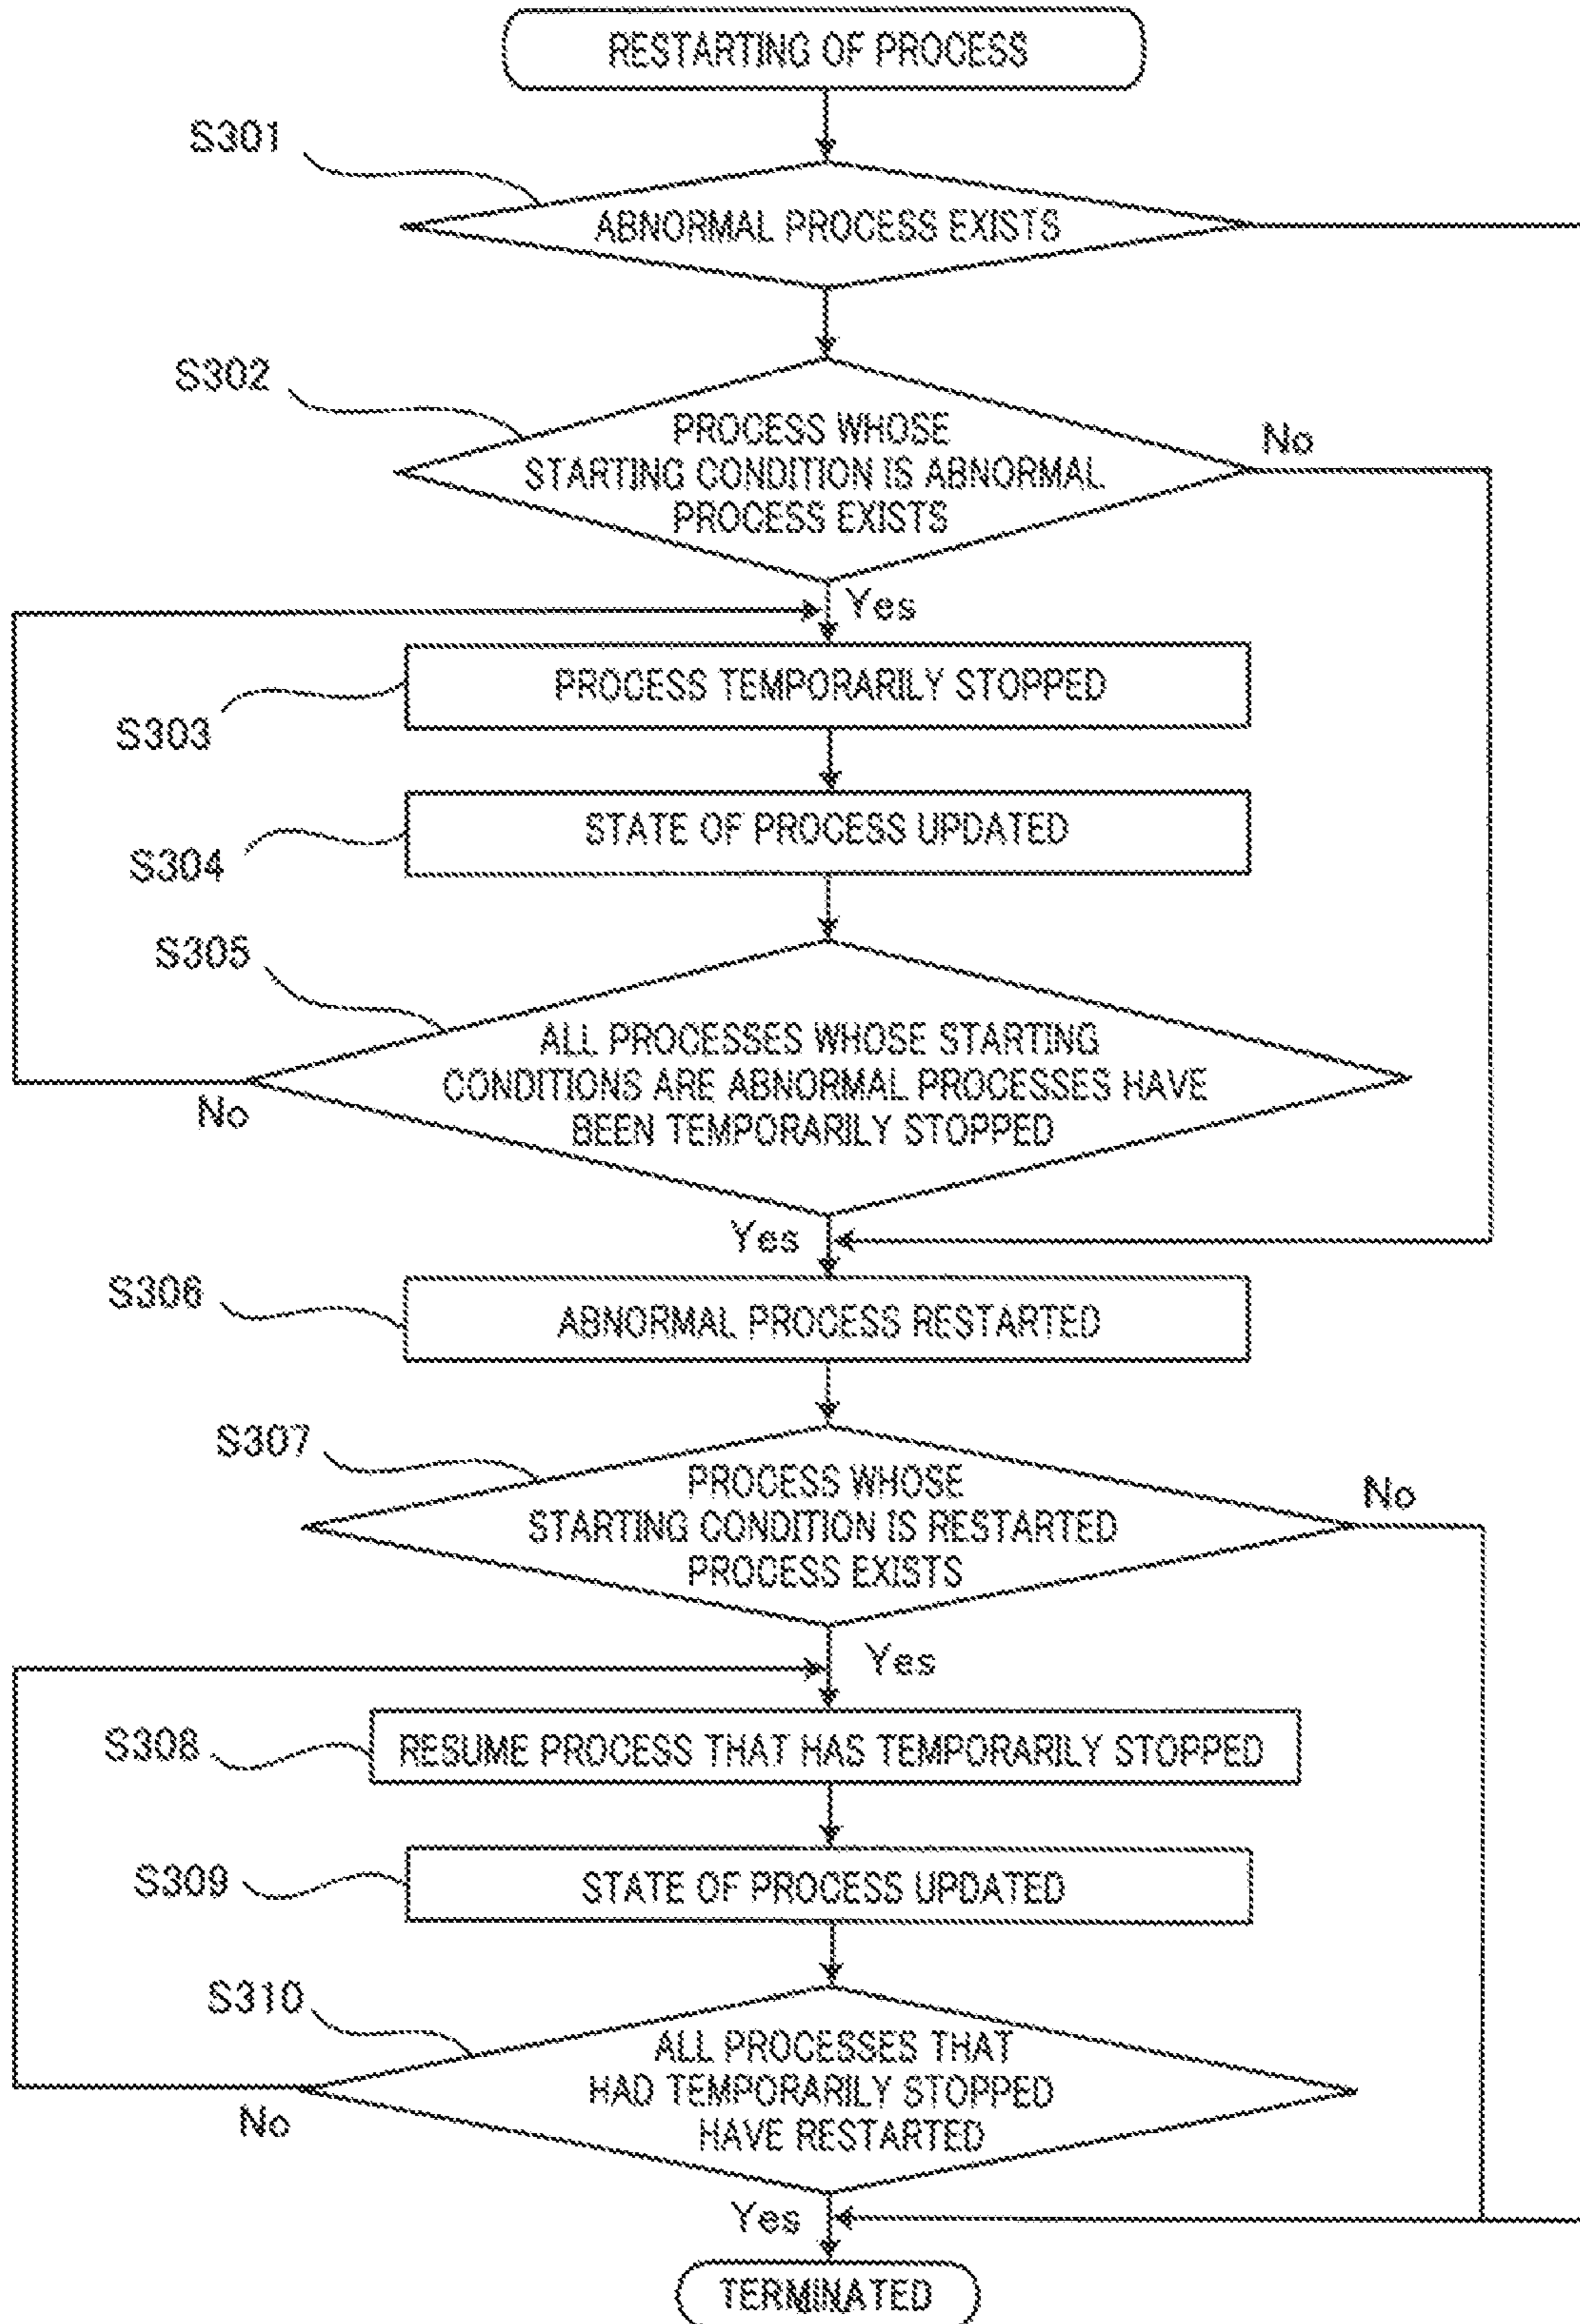 RESTARTING OF PROCESS
S301
ABNORMAL PROCESS EXISTS
S302
PROCESS WHOSE
STARTING CONDITION IS ABNORMAL
PROCESS EXISTS
No
Yes
PROCESS TEMPORARILY STOPPED
S303
STATE OF PROCESS UPDATED
S304
S305
ALL PROCESSES WHOSE STARTING
CONDITIONS ARE ABNORMAL PROCESSES HAVE
BEEN TEMPORARILY STOPPED
No
Yes
S306
ABNORMAL PROCESS RESTARTED
S307
PROCESS WHOSE
STARTING CONDITION IS RESTARTED
PROCESS EXISTS
No
Yes
S308
RESUME PROCESS THAT HAS TEMPORARILY STOPPED
S309
STATE OF PROCESS UPDATED
S310
ALL PROCESSES THAT
HAD TEMPORARILY STOPPED
HAVE RESTARTED
No
Yes
TERMINATED